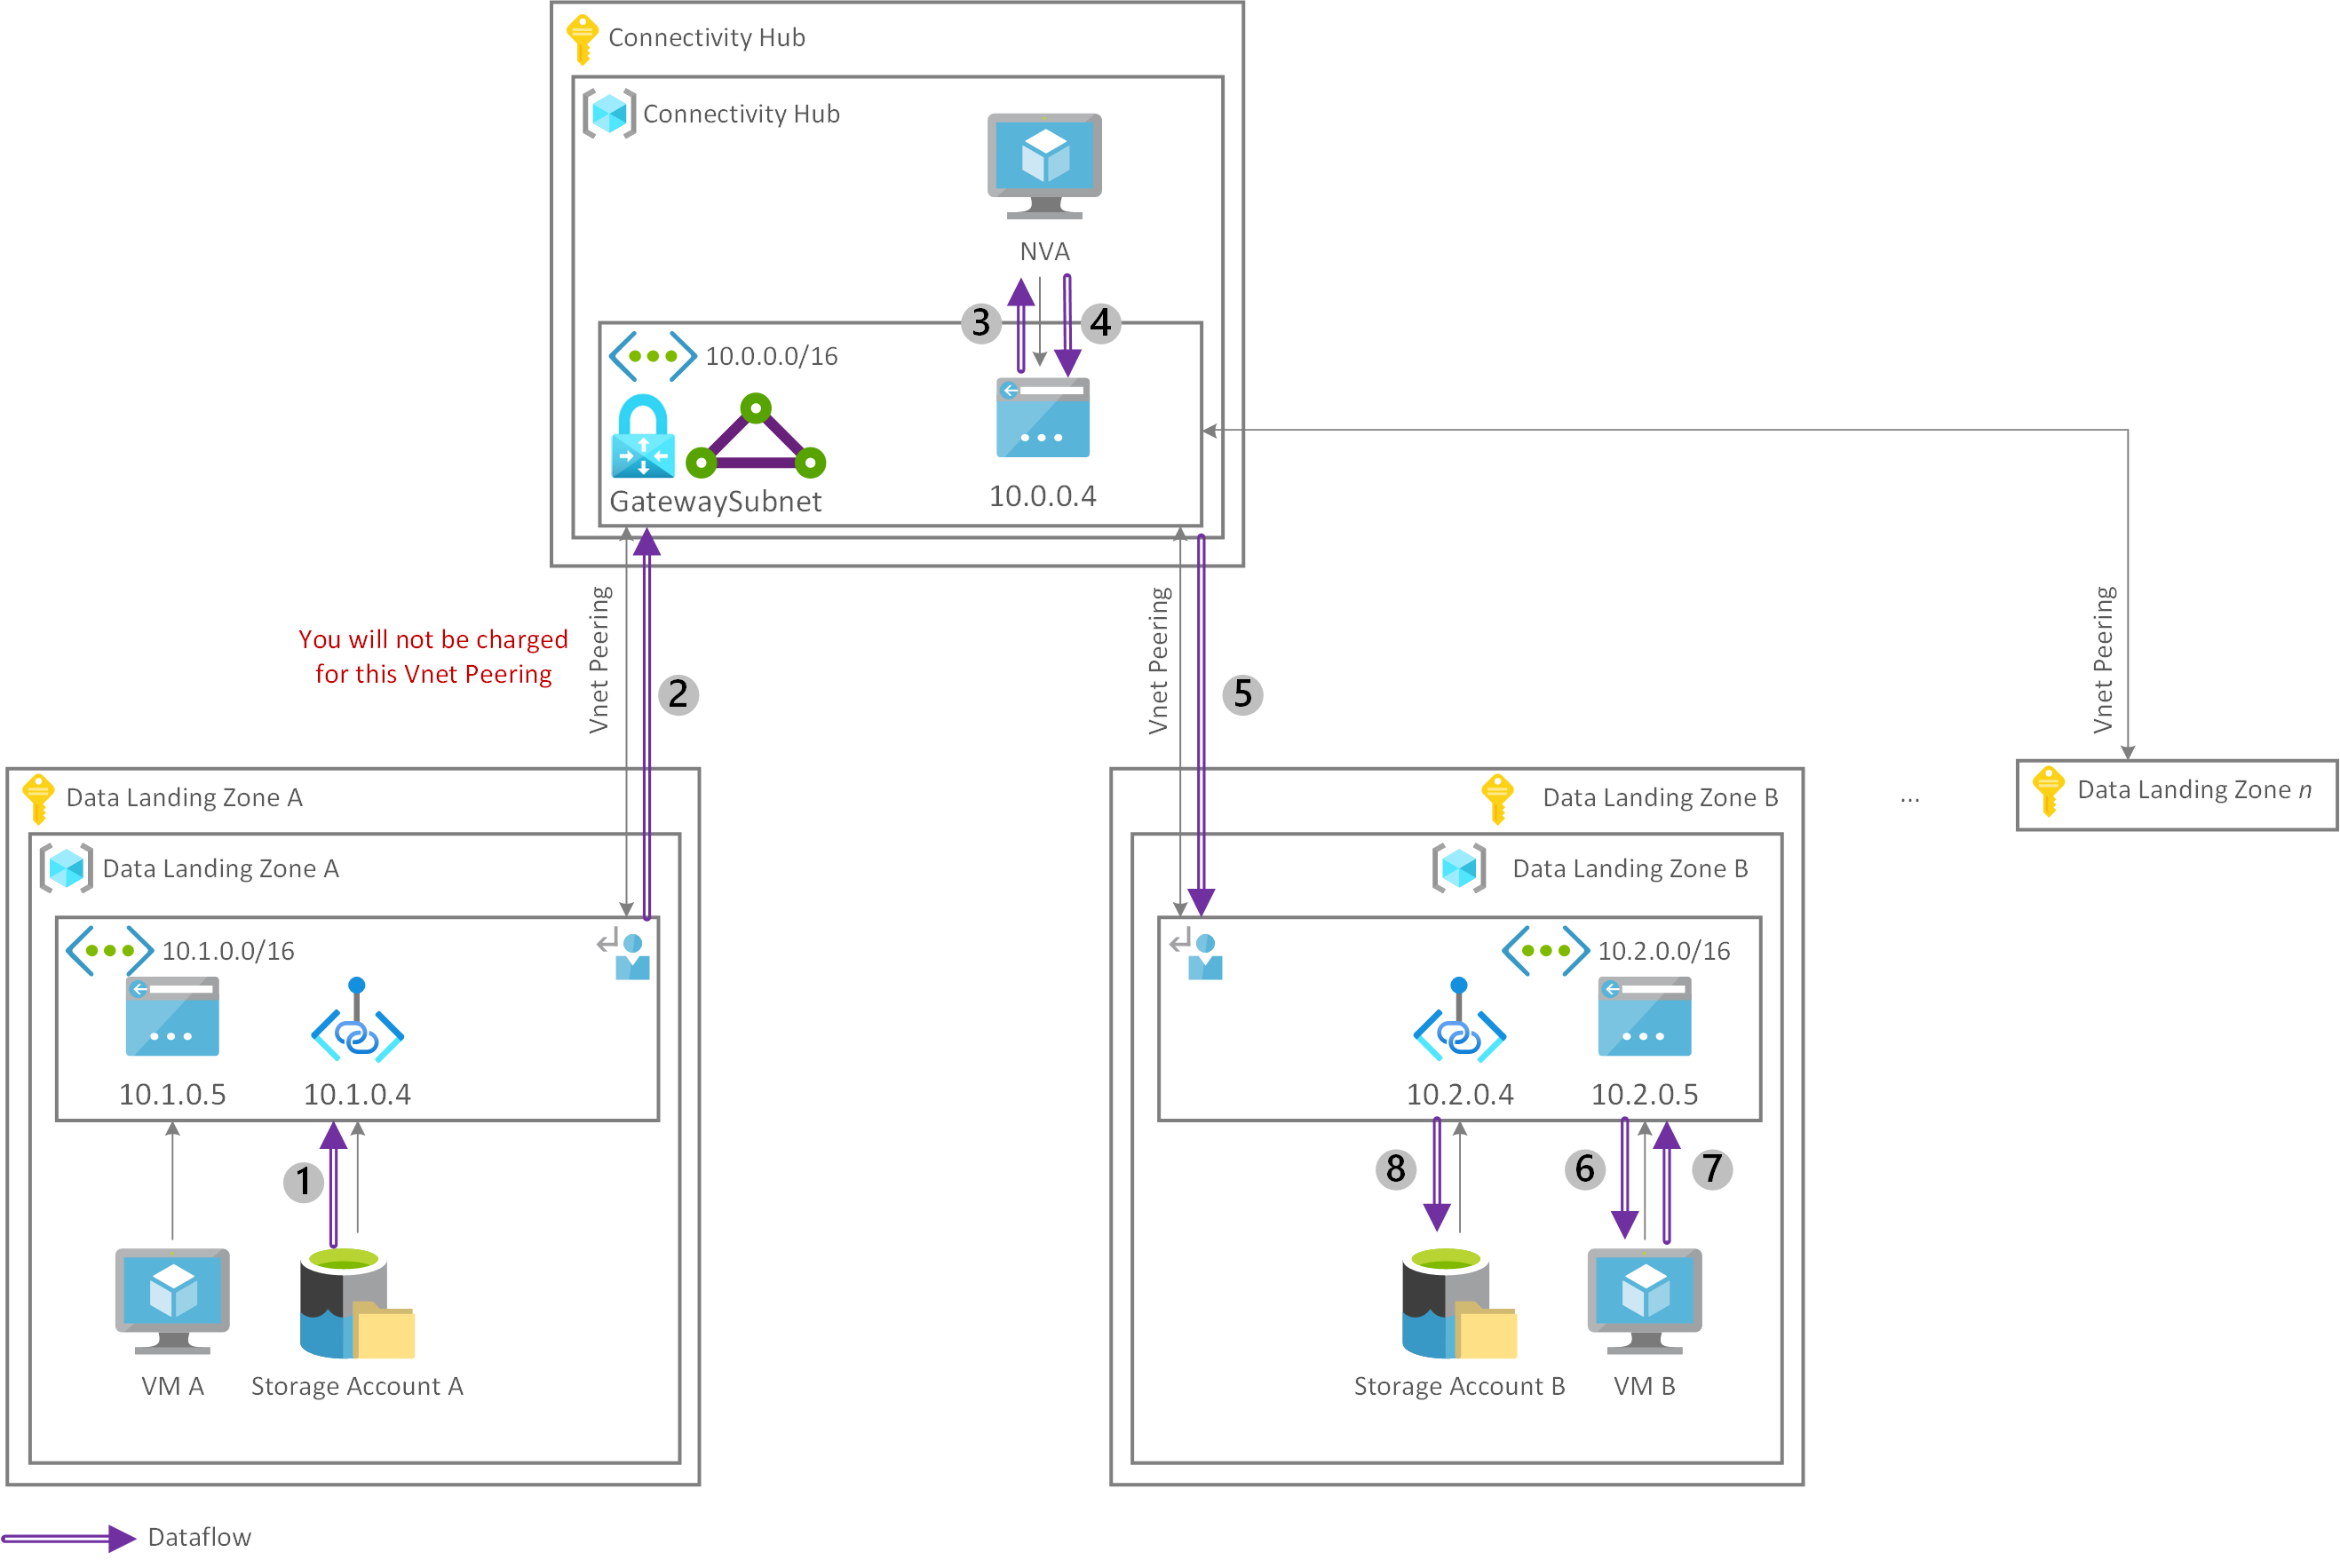 Connectivity Hub
Connectivity Hub
NVA
3
4
10.0.0.0/16
GatewaySubnet
10.0.0.4
You will not be charged
for this Vnet Peering
Vnet Peering
2
Vnet Peering
5
Vnet Peering
Data Landing Zone A
Data Landing Zone A
10.1.0.0/16
10.1.0.5
10.1.0.4
1
VM A
Storage Account A
Data Landing Zone B
Data Landing Zone B
10.2.0.0/16
10.2.0.4
10.2.0.5
8
6
7
Storage Account B
VM B
...
Data Landing Zone n
Dataflow